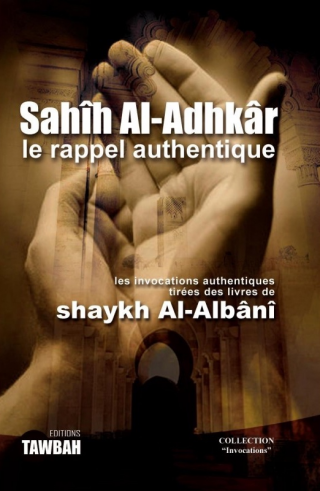 Sahîh Al-Adhkâr
le rappel authentique
les invocations authentiques
tirées des livres de
shaykh Al-Albânî
EDITIONS
TAWBAH
COLLECTION
“Invocations”